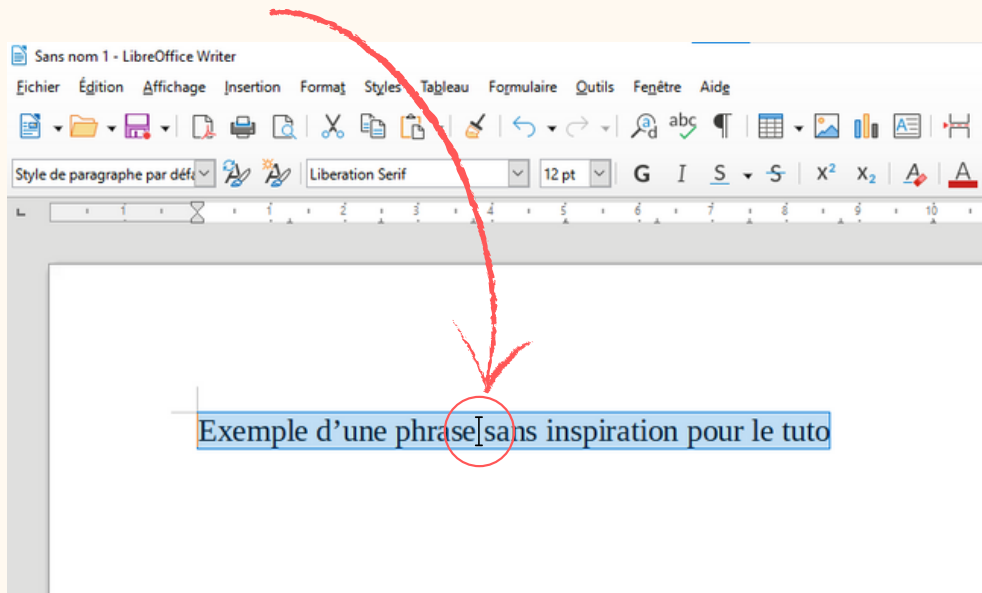 Sans nom 1 - LibreOffice Writer
Fichier Édition Affichage Insertion Format Styles Tableau Formulaire Outils Fenêtre Aide
abc
Style de paragraphe par défa Liberation Serif 12 pt G I S S X² X₂ A A
1 1 2 3 4 5 6 7 8 9 10
Exemple d’une phrase sans inspiration pour le tuto